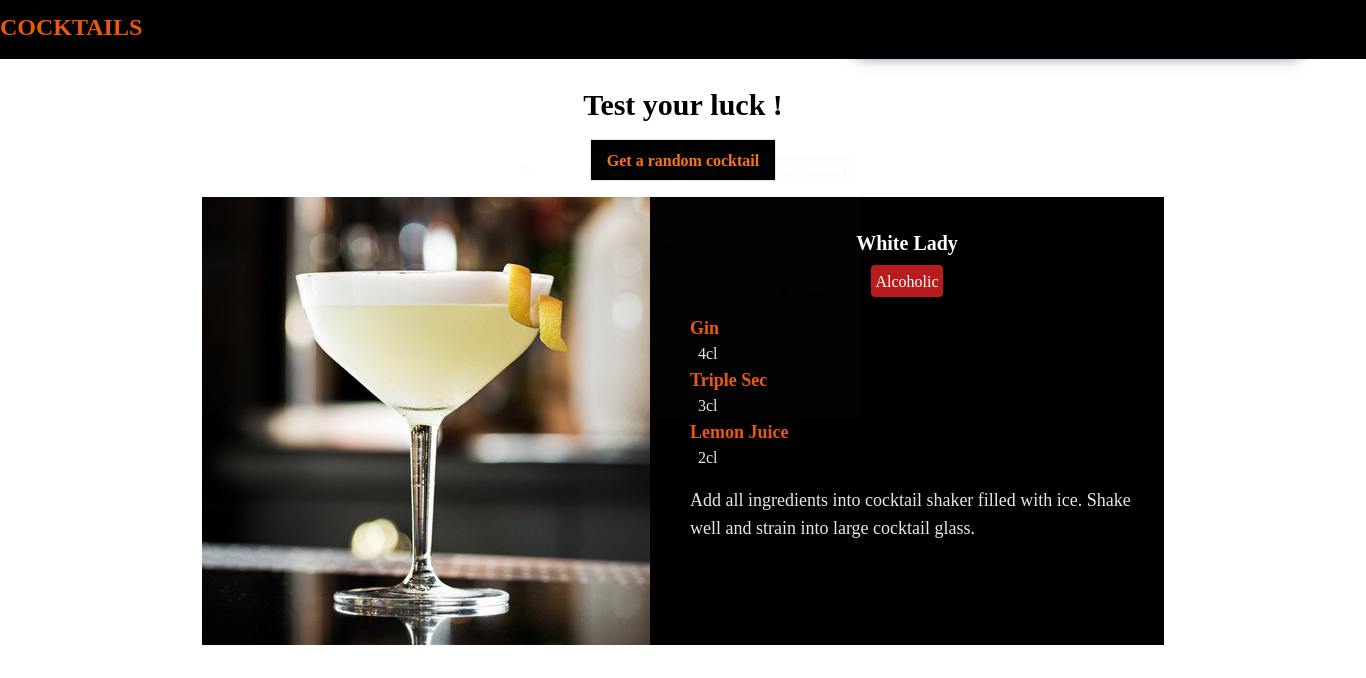 COCKTAILS
Test your luck !
Get a random cocktail
White Lady
Alcoholic
Gin
4cl
Triple Sec
3cl
Lemon Juice
2cl
Add all ingredients into cocktail shaker filled with ice. Shake
well and strain into large cocktail glass.